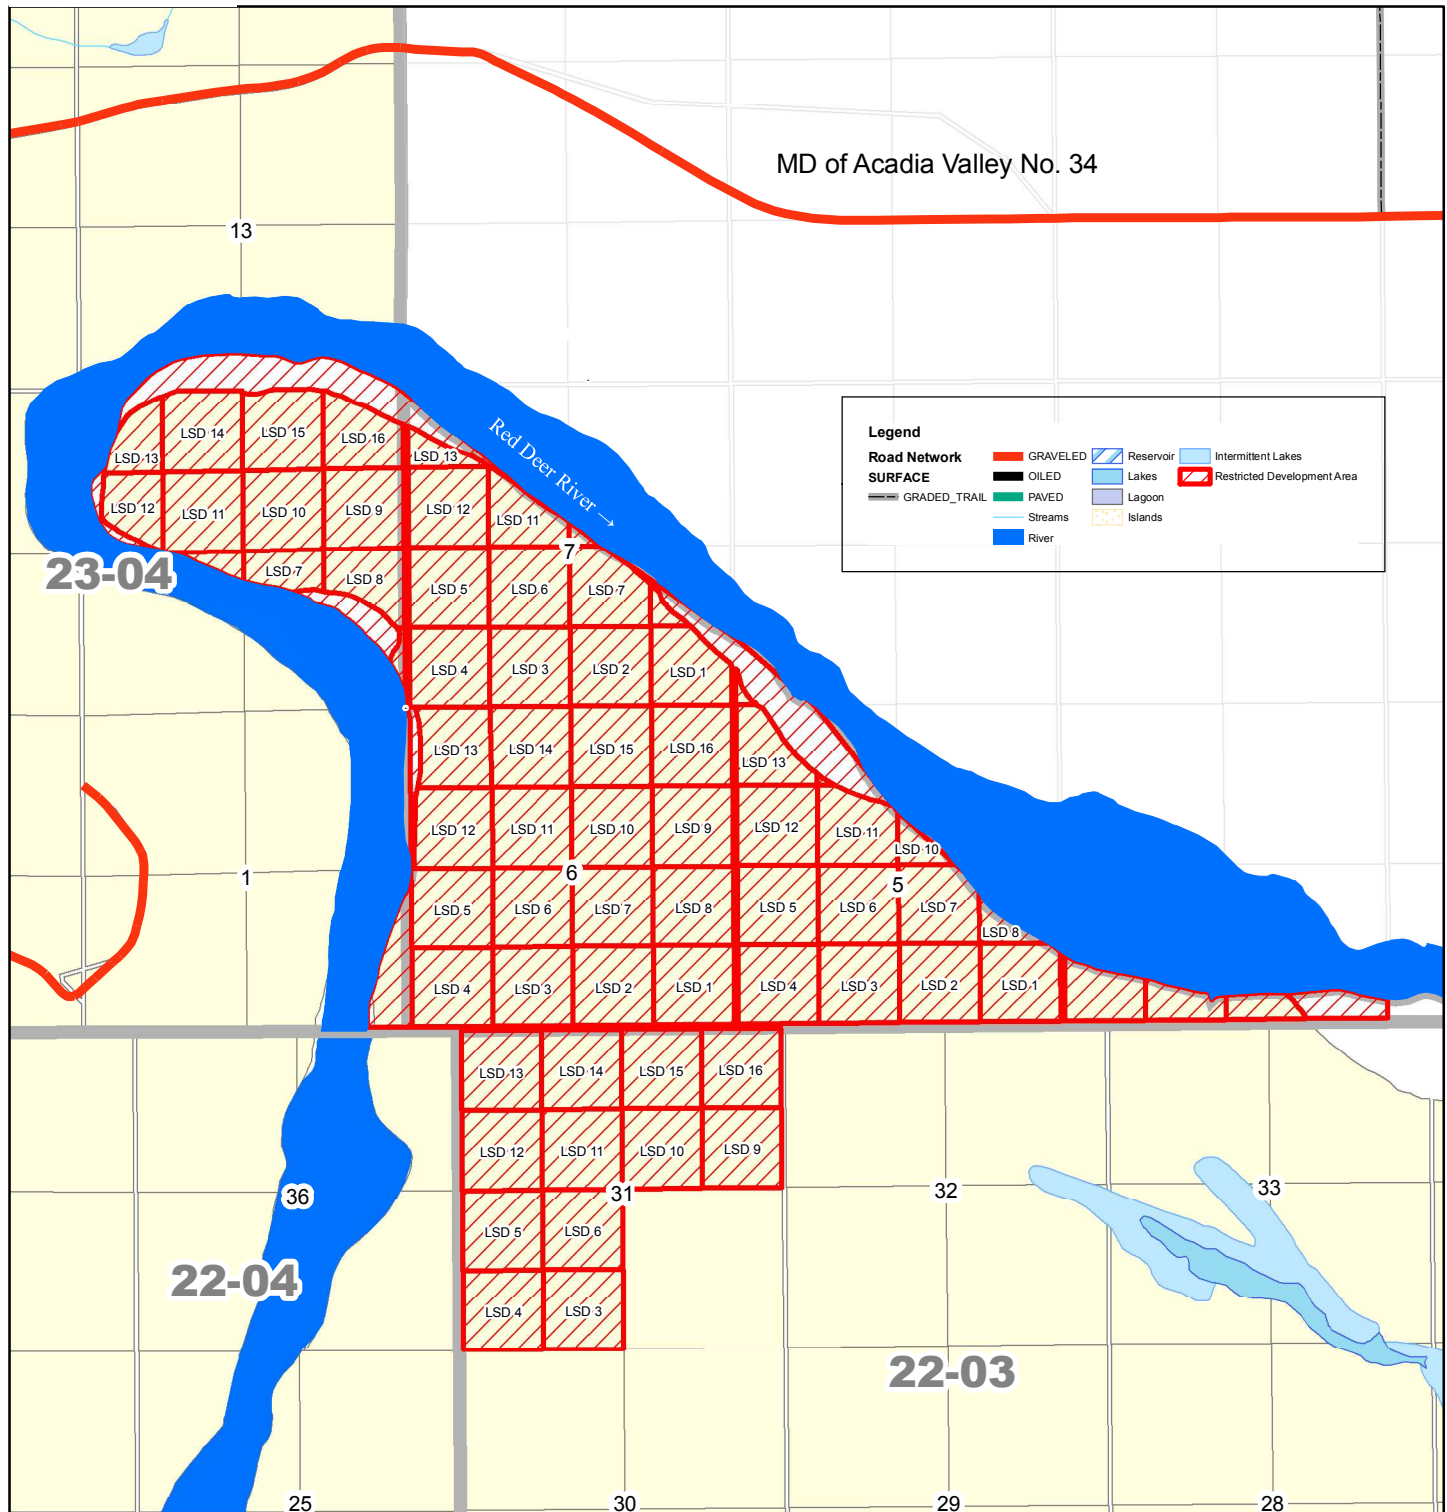 MD of Acadia Valley No. 34
13
Red Deer River →
Legend
Road Network
SURFACE
GRADED_TRAIL
GRAVELED
OILED
PAVED
Streams
River
Reservoir
Lakes
Lagoon
Islands
Intermittent Lakes
Restricted Development Area
LSD 14 LSD 15 LSD 16
LSD 13 LSD 13
LSD 12 LSD 11 LSD 10 LSD 9 LSD 12 LSD 11
7
23-04
LSD 7 LSD 8 LSD 5 LSD 6 LSD 7
LSD 4 LSD 3 LSD 2 LSD 1
LSD 13 LSD 14 LSD 15 LSD 16 LSD 13
LSD 12 LSD 11 LSD 10 LSD 9 LSD 12 LSD 11 LSD 10
1 6 5
LSD 5 LSD 6 LSD 7 LSD 8 LSD 5 LSD 6 LSD 7 LSD 8
LSD 4 LSD 3 LSD 2 LSD 1 LSD 4 LSD 3 LSD 2 LSD 1
LSD 13 LSD 14 LSD 15 LSD 16
LSD 12 LSD 11 LSD 10 LSD 9
36 31 32 33
LSD 5 LSD 6
22-04
LSD 4 LSD 3
22-03
25 30 29 28